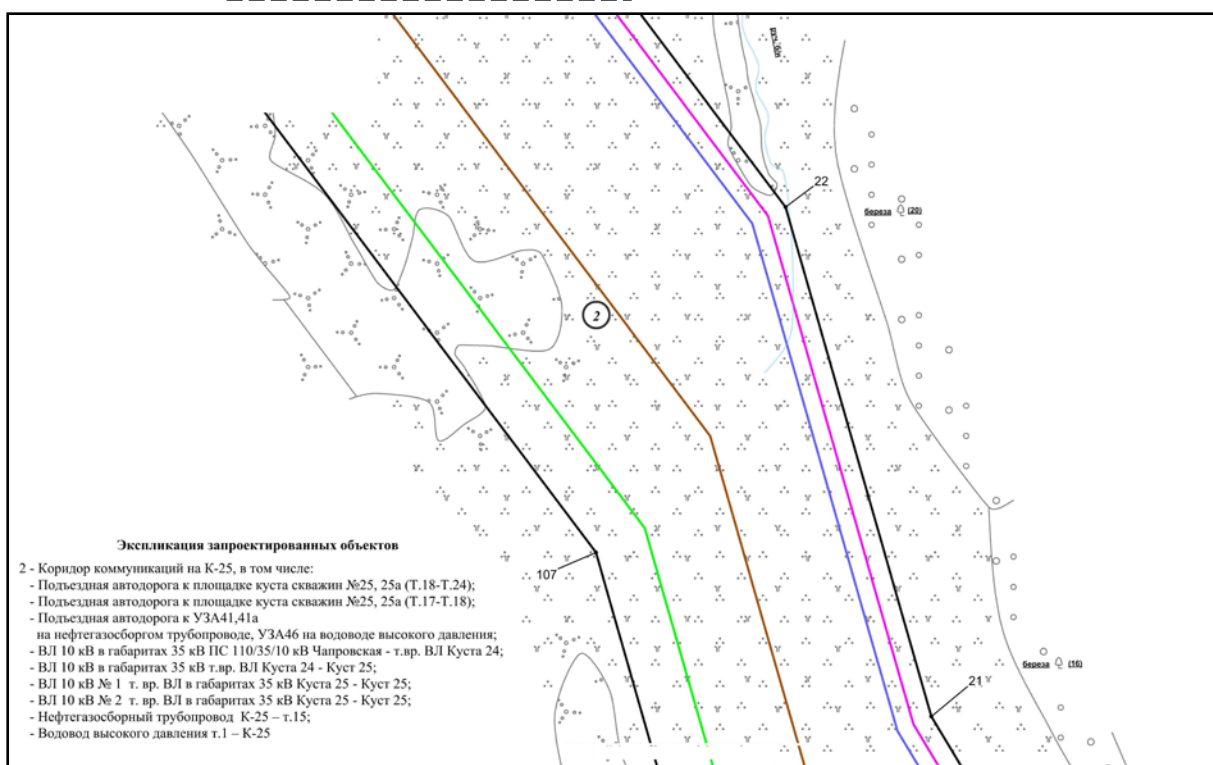 руч. б/н
22
береза (20)
2
107
Экспликация запроектированных объектов
2 - Коридор коммуникаций на К-25, в том числе:
- Подъездная автодорога к площадке куста скважин №25, 25а (Т.18-Т.24);
- Подъездная автодорога к площадке куста скважин №25, 25а (Т.17-Т.18);
- Подъездная автодорога к УЗА41,41а
на нефтегазосборгом трубопроводе, УЗА46 на водоводе высокого давления;
- ВЛ 10 кВ в габаритах 35 кВ ПС 110/35/10 кВ Чапровская - т.вр. ВЛ Куста 24;
- ВЛ 10 кВ в габаритах 35 кВ т.вр. ВЛ Куста 24 - Куст 25;
- ВЛ 10 кВ № 1 т. вр. ВЛ в габаритах 35 кВ Куста 25 - Куст 25;
- ВЛ 10 кВ № 2 т. вр. ВЛ в габаритах 35 кВ Куста 25 - Куст 25;
- Нефтегазосборный трубопровод К-25 – т.15;
- Водовод высокого давления т.1 – К-25
береза (16)
21